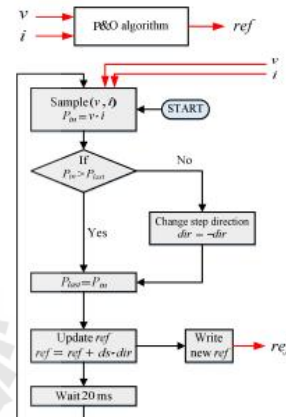 v
i
P&O algorithm
ref
v
i
Sample (v, i)
P_in = v· i
START
If
P_in > P_last
No
Yes
Change step direction
dir = ¬dir
P_last = P_in
Update ref
ref = ref + ds·dir
Write
new ref
ref
Wait 20 ms